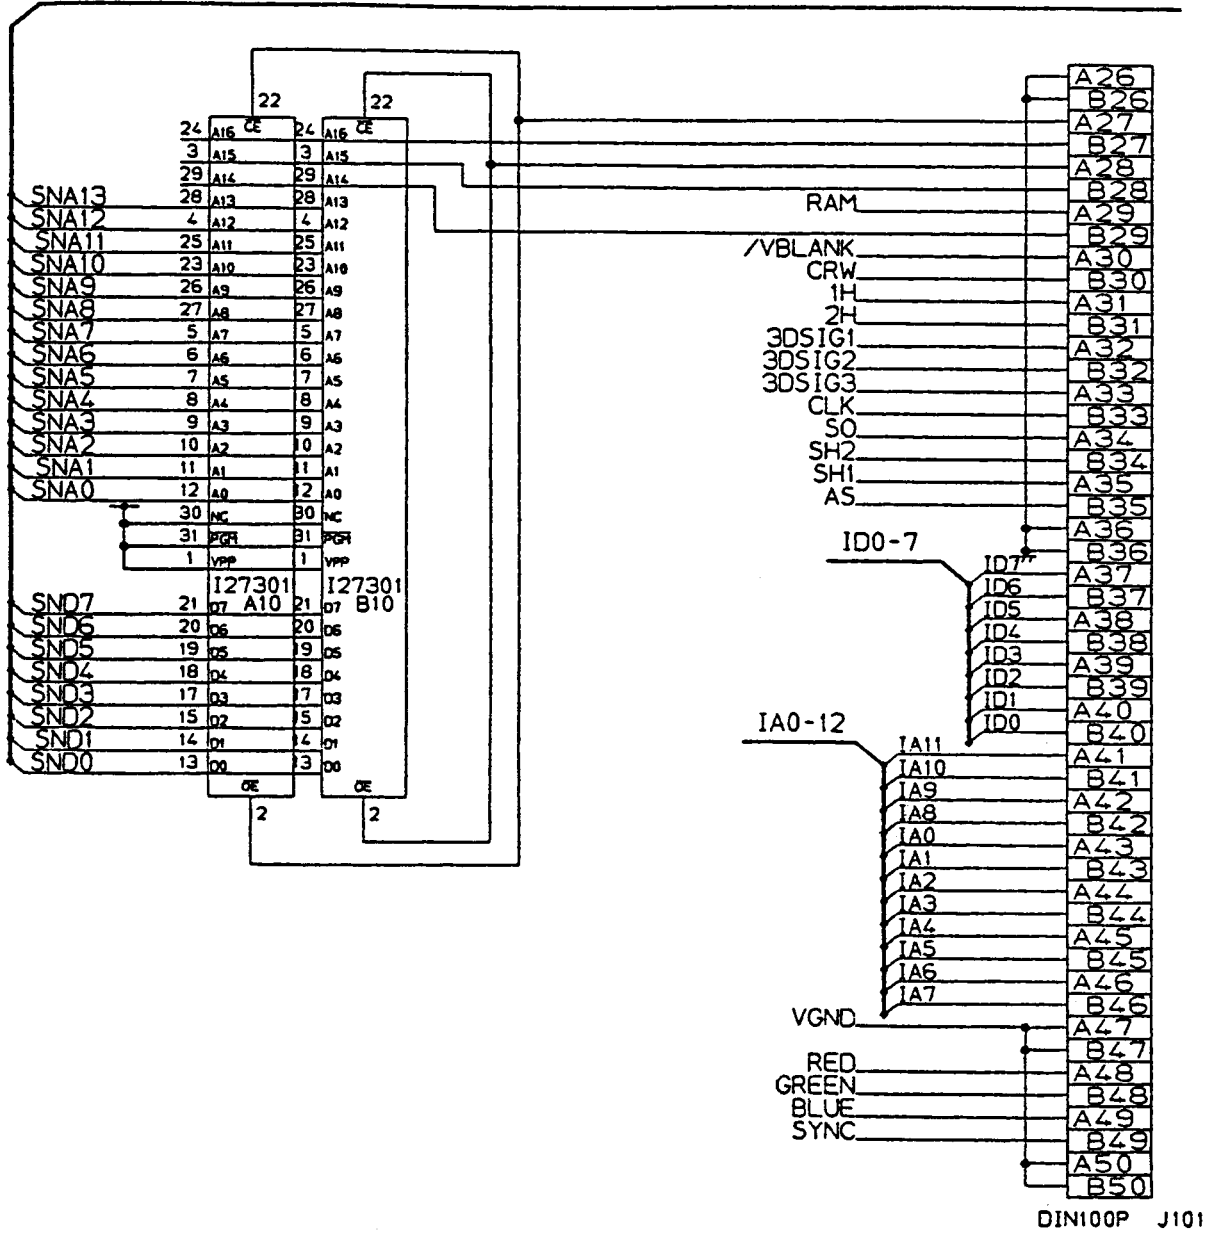 22
22
24 A16 CE 24 A16 CE
3 A15 3 A15
29 A14 29 A14
SNA13 28 A13 28 A13
SNA12 4 A12 4 A12
SNA11 25 A11 25 A11
SNA10 23 A10 23 A10
SNA9 26 A9 26 A9
SNA8 27 A8 27 A8
SNA7 5 A7 5 A7
SNA6 6 A6 6 A6
SNA5 7 A5 7 A5
SNA4 8 A4 8 A4
SNA3 9 A3 9 A3
SNA2 10 A2 10 A2
SNA1 11 A1 11 A1
SNA0 12 A0 12 A0
30 NC 30 NC
31 PGM 31 PGM
1 VPP 1 VPP
I27301 I27301
A10 B10
SND7 21 D7 21 D7
SND6 20 D6 20 D6
SND5 19 D5 19 D5
SND4 18 D4 18 D4
SND3 17 D3 17 D3
SND2 15 D2 15 D2
SND1 14 D1 14 D1
SND0 13 D0 13 D0
OE OE
2 2
A26
B26
A27
B27
A28
B28
RAM A29
B29
/VBLANK A30
CRW B30
1H A31
2H B31
3DSIG1 A32
3DSIG2 B32
3DSIG3 A33
CLK B33
SO A34
SH2 B34
SH1 A35
AS B35
A36
B36
ID0-7
ID7 A37
ID6 B37
ID5 A38
ID4 B38
ID3 A39
ID2 B39
ID1 A40
ID0 B40
IA0-12
IA11 A41
IA10 B41
IA9 A42
IA8 B42
IA0 A43
IA1 B43
IA2 A44
IA3 B44
IA4 A45
IA5 B45
IA6 A46
IA7 B46
VGND A47
B47
RED A48
GREEN B48
BLUE A49
SYNC B49
A50
B50
DIN100P J101